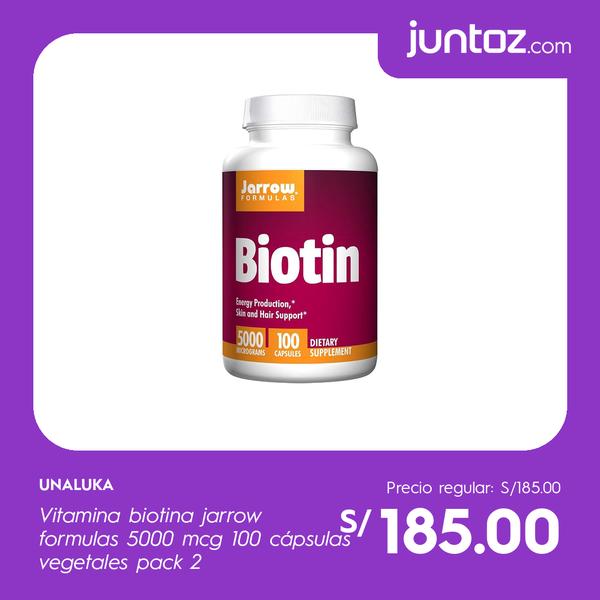 juntoz.com
Jarrow
FORMULAS
Biotin
Energy Production,*
Skin and Hair Support*
5000
MICROGRAMS
100
CAPSULES
DIETARY
SUPPLEMENT
UNALUKA
Vitamina biotina jarrow
formulas 5000 mcg 100 cápsulas
vegetales pack 2
Precio regular: S/185.00
S/ 185.00